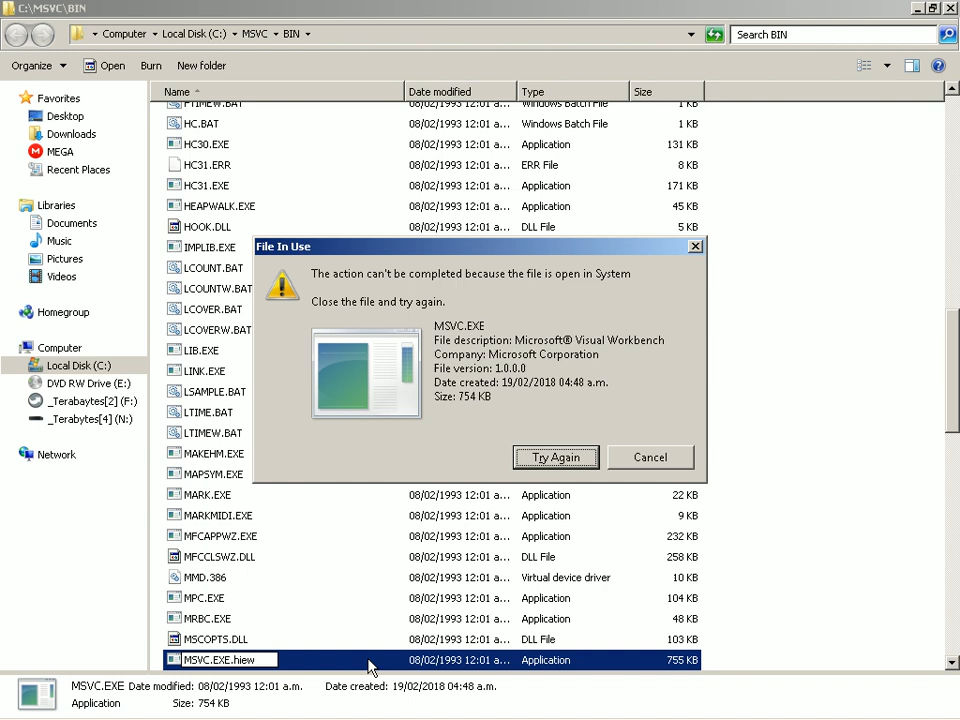 C:\MSVC\BIN
Computer
Local Disk (C:)
MSVC
BIN
Search BIN
Organize
Open
Burn
New folder
Name
Date modified
Type
Size
Favorites
Desktop
Downloads
MEGA
Recent Places
Libraries
Documents
Music
Pictures
Videos
Homegroup
Computer
Local Disk (C:)
DVD RW Drive (E:)
_Terabaytes[2] (F:)
_Terabytes[4] (N:)
Network
PTIMEW.BAT 08/02/1993 12:01 a... Windows Batch File 1 KB
HC.BAT 08/02/1993 12:01 a... Windows Batch File 1 KB
HC30.EXE 08/02/1993 12:01 a... Application 131 KB
HC31.ERR 08/02/1993 12:01 a... ERR File 8 KB
HC31.EXE 08/02/1993 12:01 a... Application 171 KB
HEAPWALK.EXE 08/02/1993 12:01 a... Application 45 KB
HOOK.DLL 08/02/1993 12:01 a... DLL File 5 KB
IMPLIB.EXE
LCOUNT.BAT
LCOUNTW.BAT
LCOVER.BAT
LCOVERW.BAT
LIB.EXE
LINK.EXE
LSAMPLE.BAT
LTIME.BAT
LTIMEW.BAT
MAKEHM.EXE
MAPSYM.EXE
MARK.EXE 08/02/1993 12:01 a... Application 22 KB
MARKMIDI.EXE 08/02/1993 12:01 a... Application 9 KB
MFCAPPWZ.EXE 08/02/1993 12:01 a... Application 232 KB
MFCCLSWZ.DLL 08/02/1993 12:01 a... DLL File 258 KB
MMD.386 08/02/1993 12:01 a... Virtual device driver 10 KB
MPC.EXE 08/02/1993 12:01 a... Application 104 KB
MRBC.EXE 08/02/1993 12:01 a... Application 48 KB
MSCOPTS.DLL 08/02/1993 12:01 a... DLL File 103 KB
MSVC.EXE.hiew 08/02/1993 12:01 a... Application 755 KB
File In Use
The action can't be completed because the file is open in System
Close the file and try again.
MSVC.EXE
File description: Microsoft® Visual Workbench
Company: Microsoft Corporation
File version: 1.0.0.0
Date created: 19/02/2018 04:48 a.m.
Size: 754 KB
Try Again
Cancel
MSVC.EXE Date modified: 08/02/1993 12:01 a.m. Date created: 19/02/2018 04:48 a.m.
Application Size: 754 KB